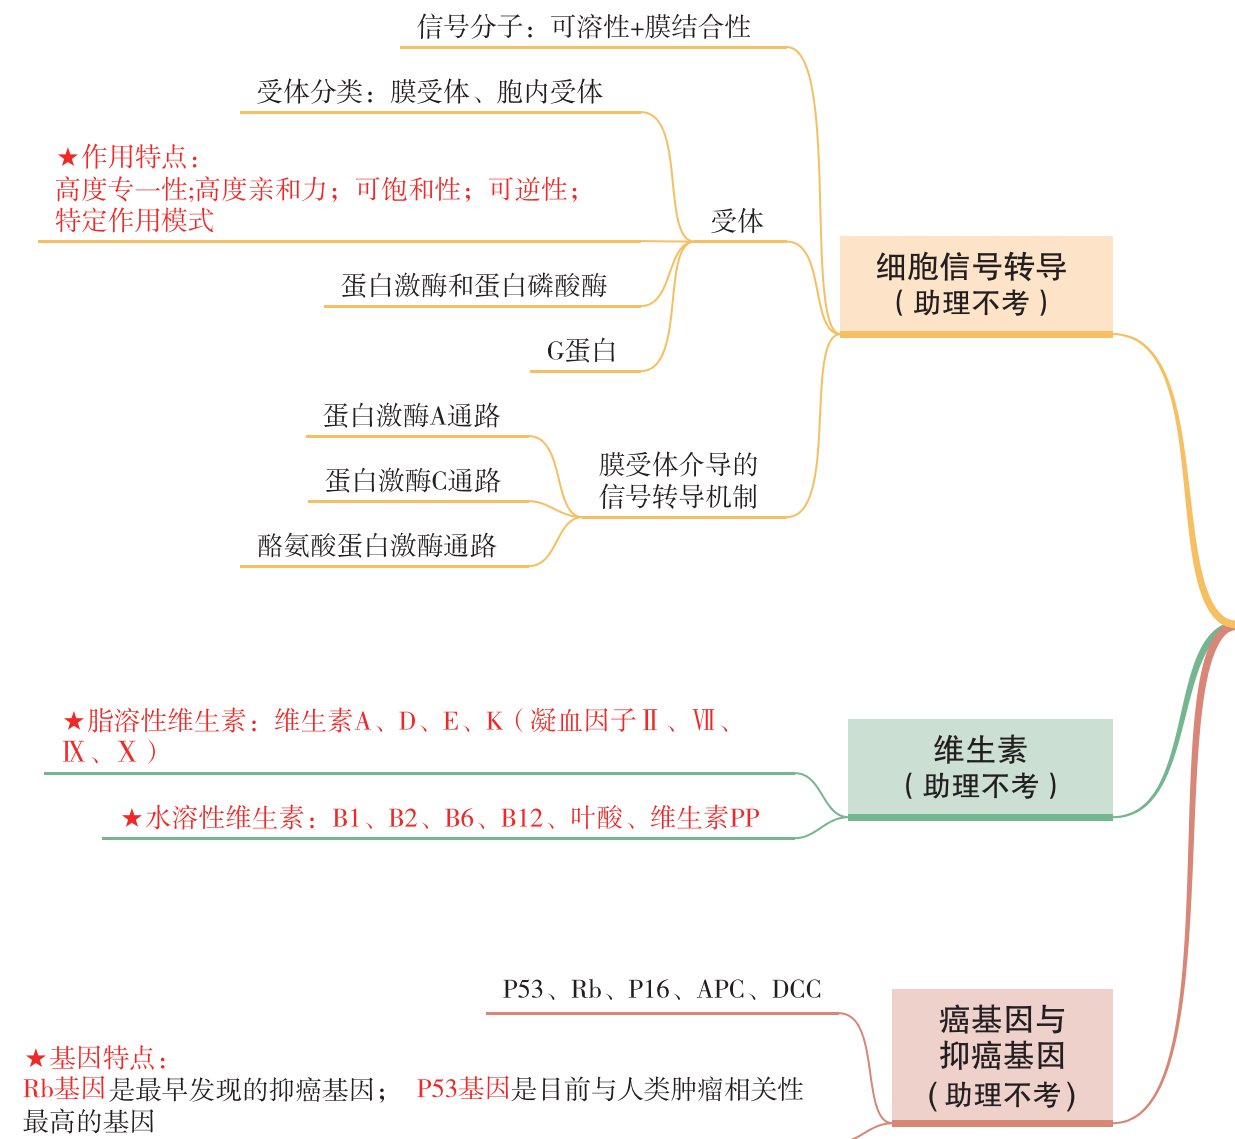 信号分子：可溶性+膜结合性
受体分类：膜受体、胞内受体
★作用特点：
高度专一性;高度亲和力；可饱和性；可逆性；
特定作用模式
受体
蛋白激酶和蛋白磷酸酶
G蛋白
细胞信号转导
（助理不考）
蛋白激酶A通路
蛋白激酶C通路
酪氨酸蛋白激酶通路
膜受体介导的
信号转导机制
★脂溶性维生素：维生素A、D、E、K（凝血因子Ⅱ、Ⅶ、
Ⅸ、Ⅹ）
★水溶性维生素：B1、B2、B6、B12、叶酸、维生素PP
维生素
（助理不考）
P53、Rb、P16、APC、DCC
★基因特点：
Rb基因是最早发现的抑癌基因； P53基因是目前与人类肿瘤相关性
最高的基因
癌基因与
抑癌基因
（助理不考）